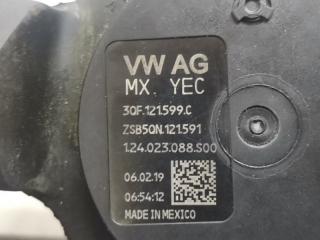 VW AG
MX. YEC
3QF.121.599.C
ZSB5QN.121.591
1.24.023.088.S00
06.02.19
06:54:12
MADE IN MEXICO